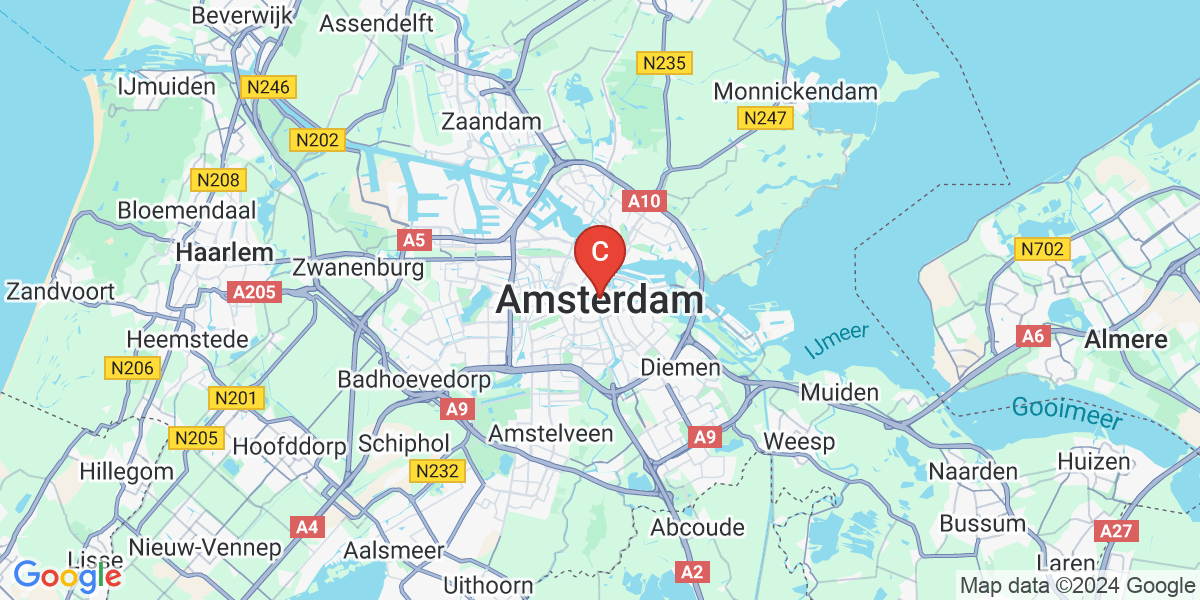 Beverwijk
Assendelft
N235
IJmuiden
N246
Monnickendam
Zaandam
N247
N202
N208
A10
Bloemendaal
A5
Haarlem
N702
Zwanenburg
Zandvoort
A205
C
Amsterdam
Heemstede
IJmeer
A6
Almere
N206
Diemen
Badhoevedorp
Muiden
N201
A9
Gooimeer
N205
Hoofddorp
Schiphol
Amstelveen
A9
Weesp
Hillegom
N232
Naarden
Huizen
A4
Abcoude
Bussum
A27
Nieuw-Vennep
Aalsmeer
Lisse
Laren
Google
Uithoorn
A2
Map data ©2024 Google